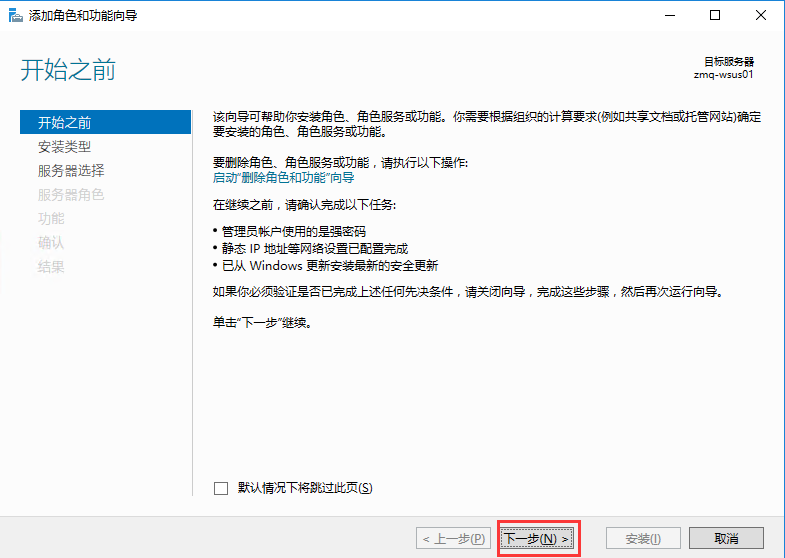 添加角色和功能向导
开始之前
目标服务器
zmq-wsus01
开始之前
安装类型
服务器选择
服务器角色
功能
确认
结果
该向导可帮助你安装角色、角色服务或功能。你需要根据组织的计算要求(例如共享文档或托管网站)确定
要安装的角色、角色服务或功能。
要删除角色、角色服务或功能，请执行以下操作:
启动“删除角色和功能”向导
在继续之前，请确认完成以下任务:
• 管理员帐户使用的是强密码
• 静态 IP 地址等网络设置已配置完成
• 已从 Windows 更新安装最新的安全更新
如果你必须验证是否已完成上述任何先决条件，请关闭向导，完成这些步骤，然后再次运行向导。
单击“下一步”继续。
默认情况下将跳过此页(S)
< 上一步(P)
下一步(N) >
安装(I)
取消